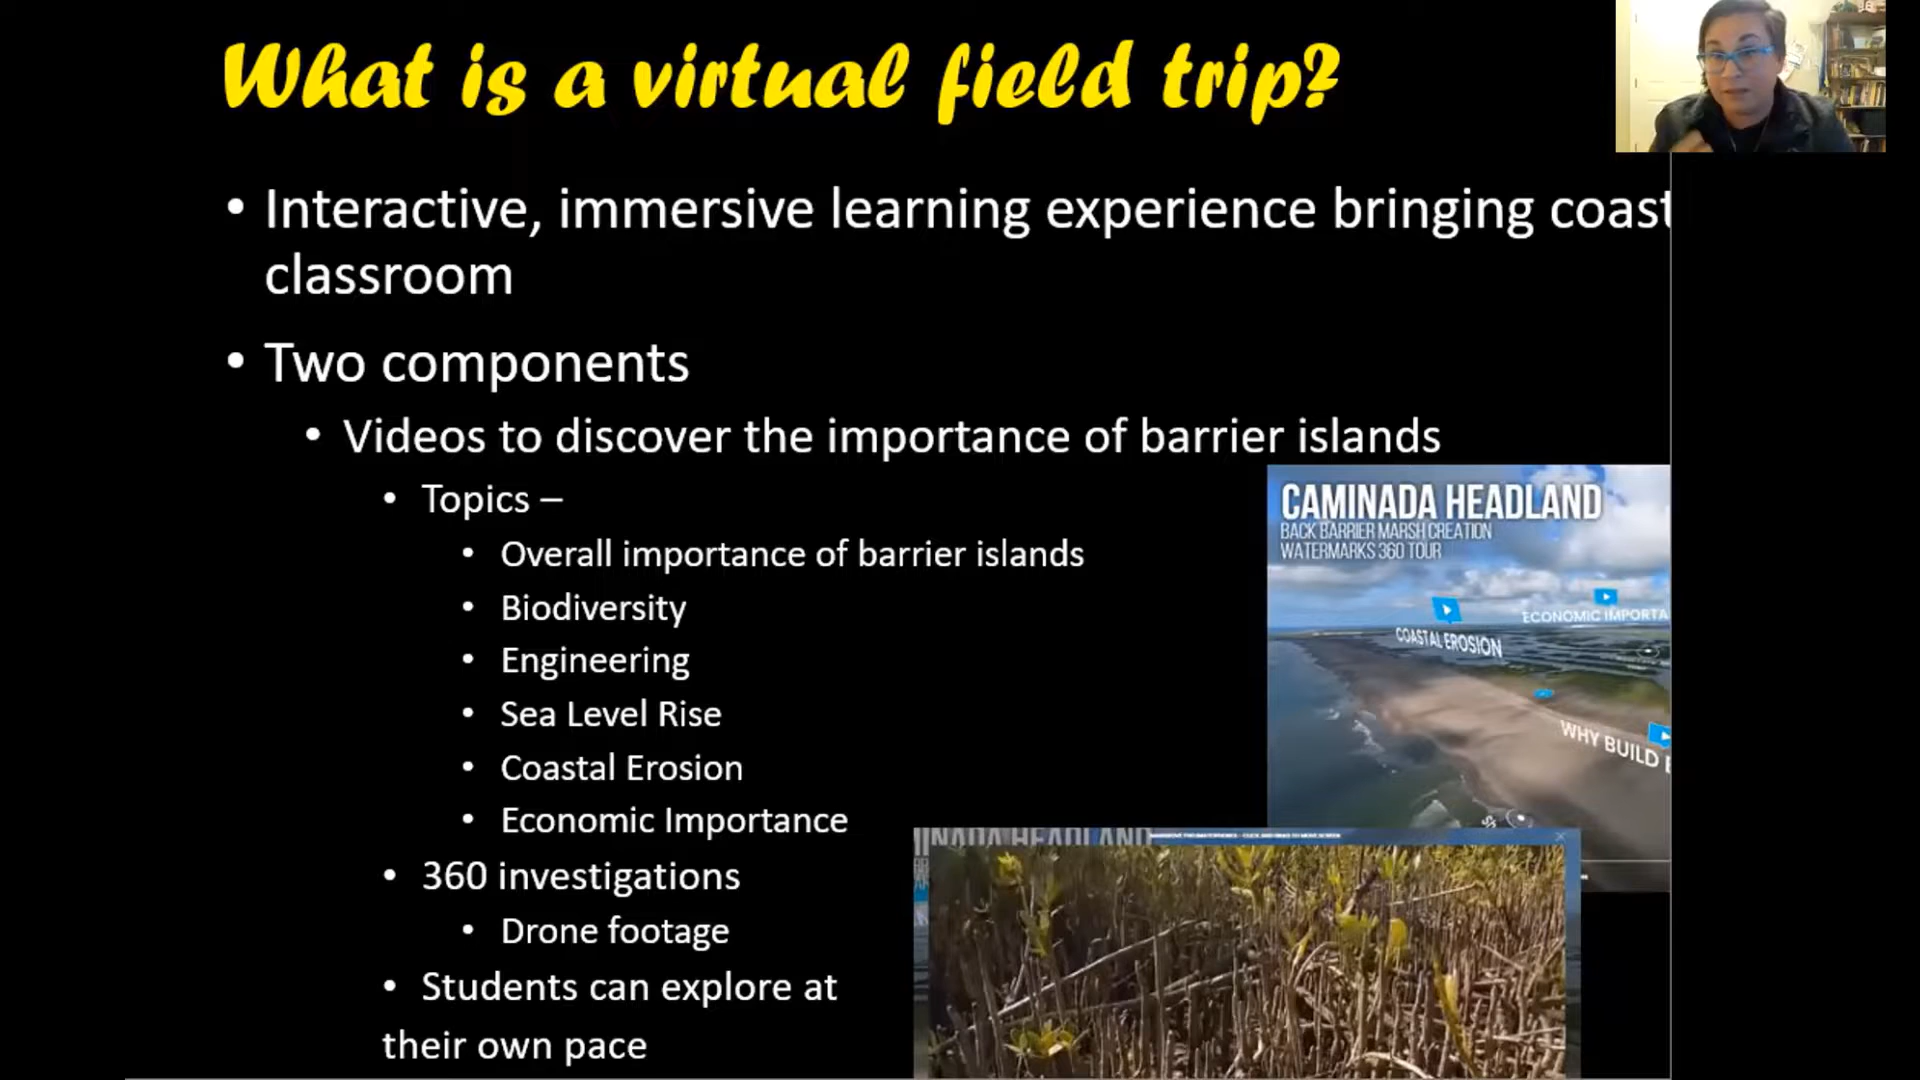 What is a virtual field trip?
• Interactive, immersive learning experience bringing coast
classroom
• Two components
• Videos to discover the importance of barrier islands
• Topics –
• Overall importance of barrier islands
• Biodiversity
• Engineering
• Sea Level Rise
• Coastal Erosion
• Economic Importance
• 360 investigations
• Drone footage
• Students can explore at
their own pace
CAMINADA HEADLAND
BACK BARRIER MARSH CREATION
WATERMARKS 360 TOUR
ECONOMIC IMPORTA
COASTAL EROSION
WHY BUILD
INADA HEADLAND